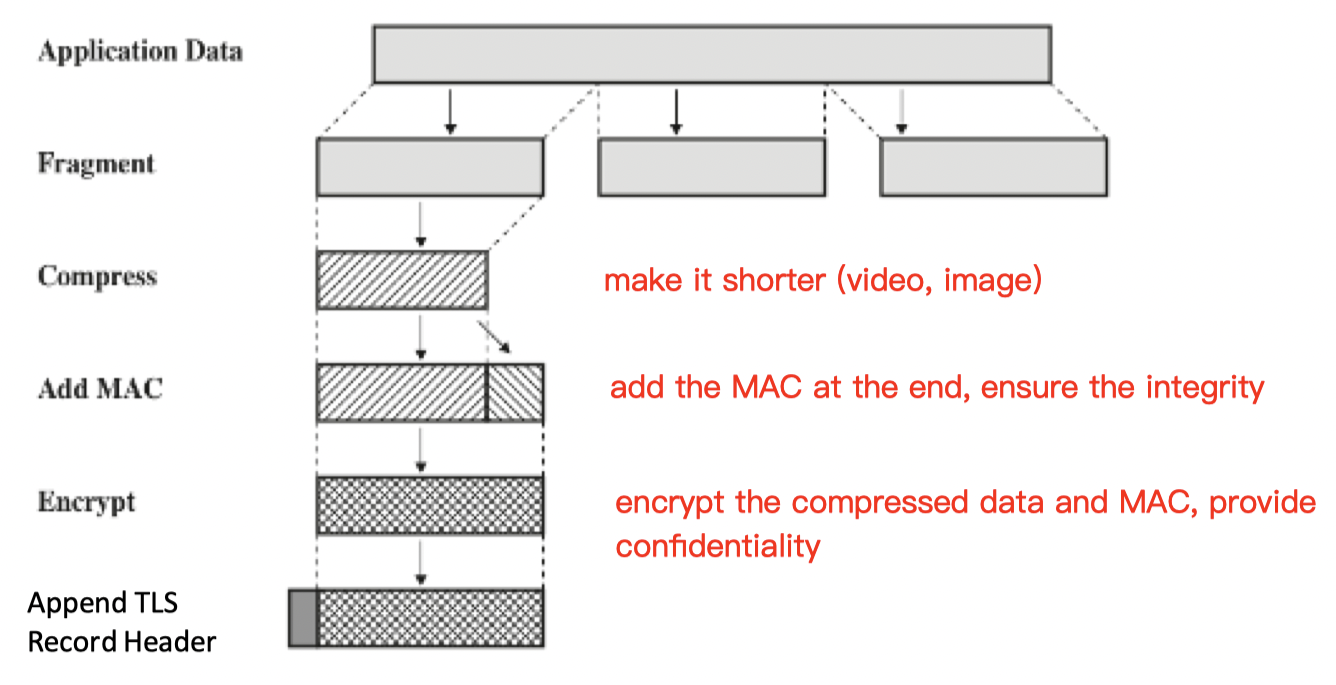 Application Data
Fragment
Compress
make it shorter (video, image)
Add MAC
add the MAC at the end, ensure the integrity
Encrypt
encrypt the compressed data and MAC, provide
confidentiality
Append TLS
Record Header